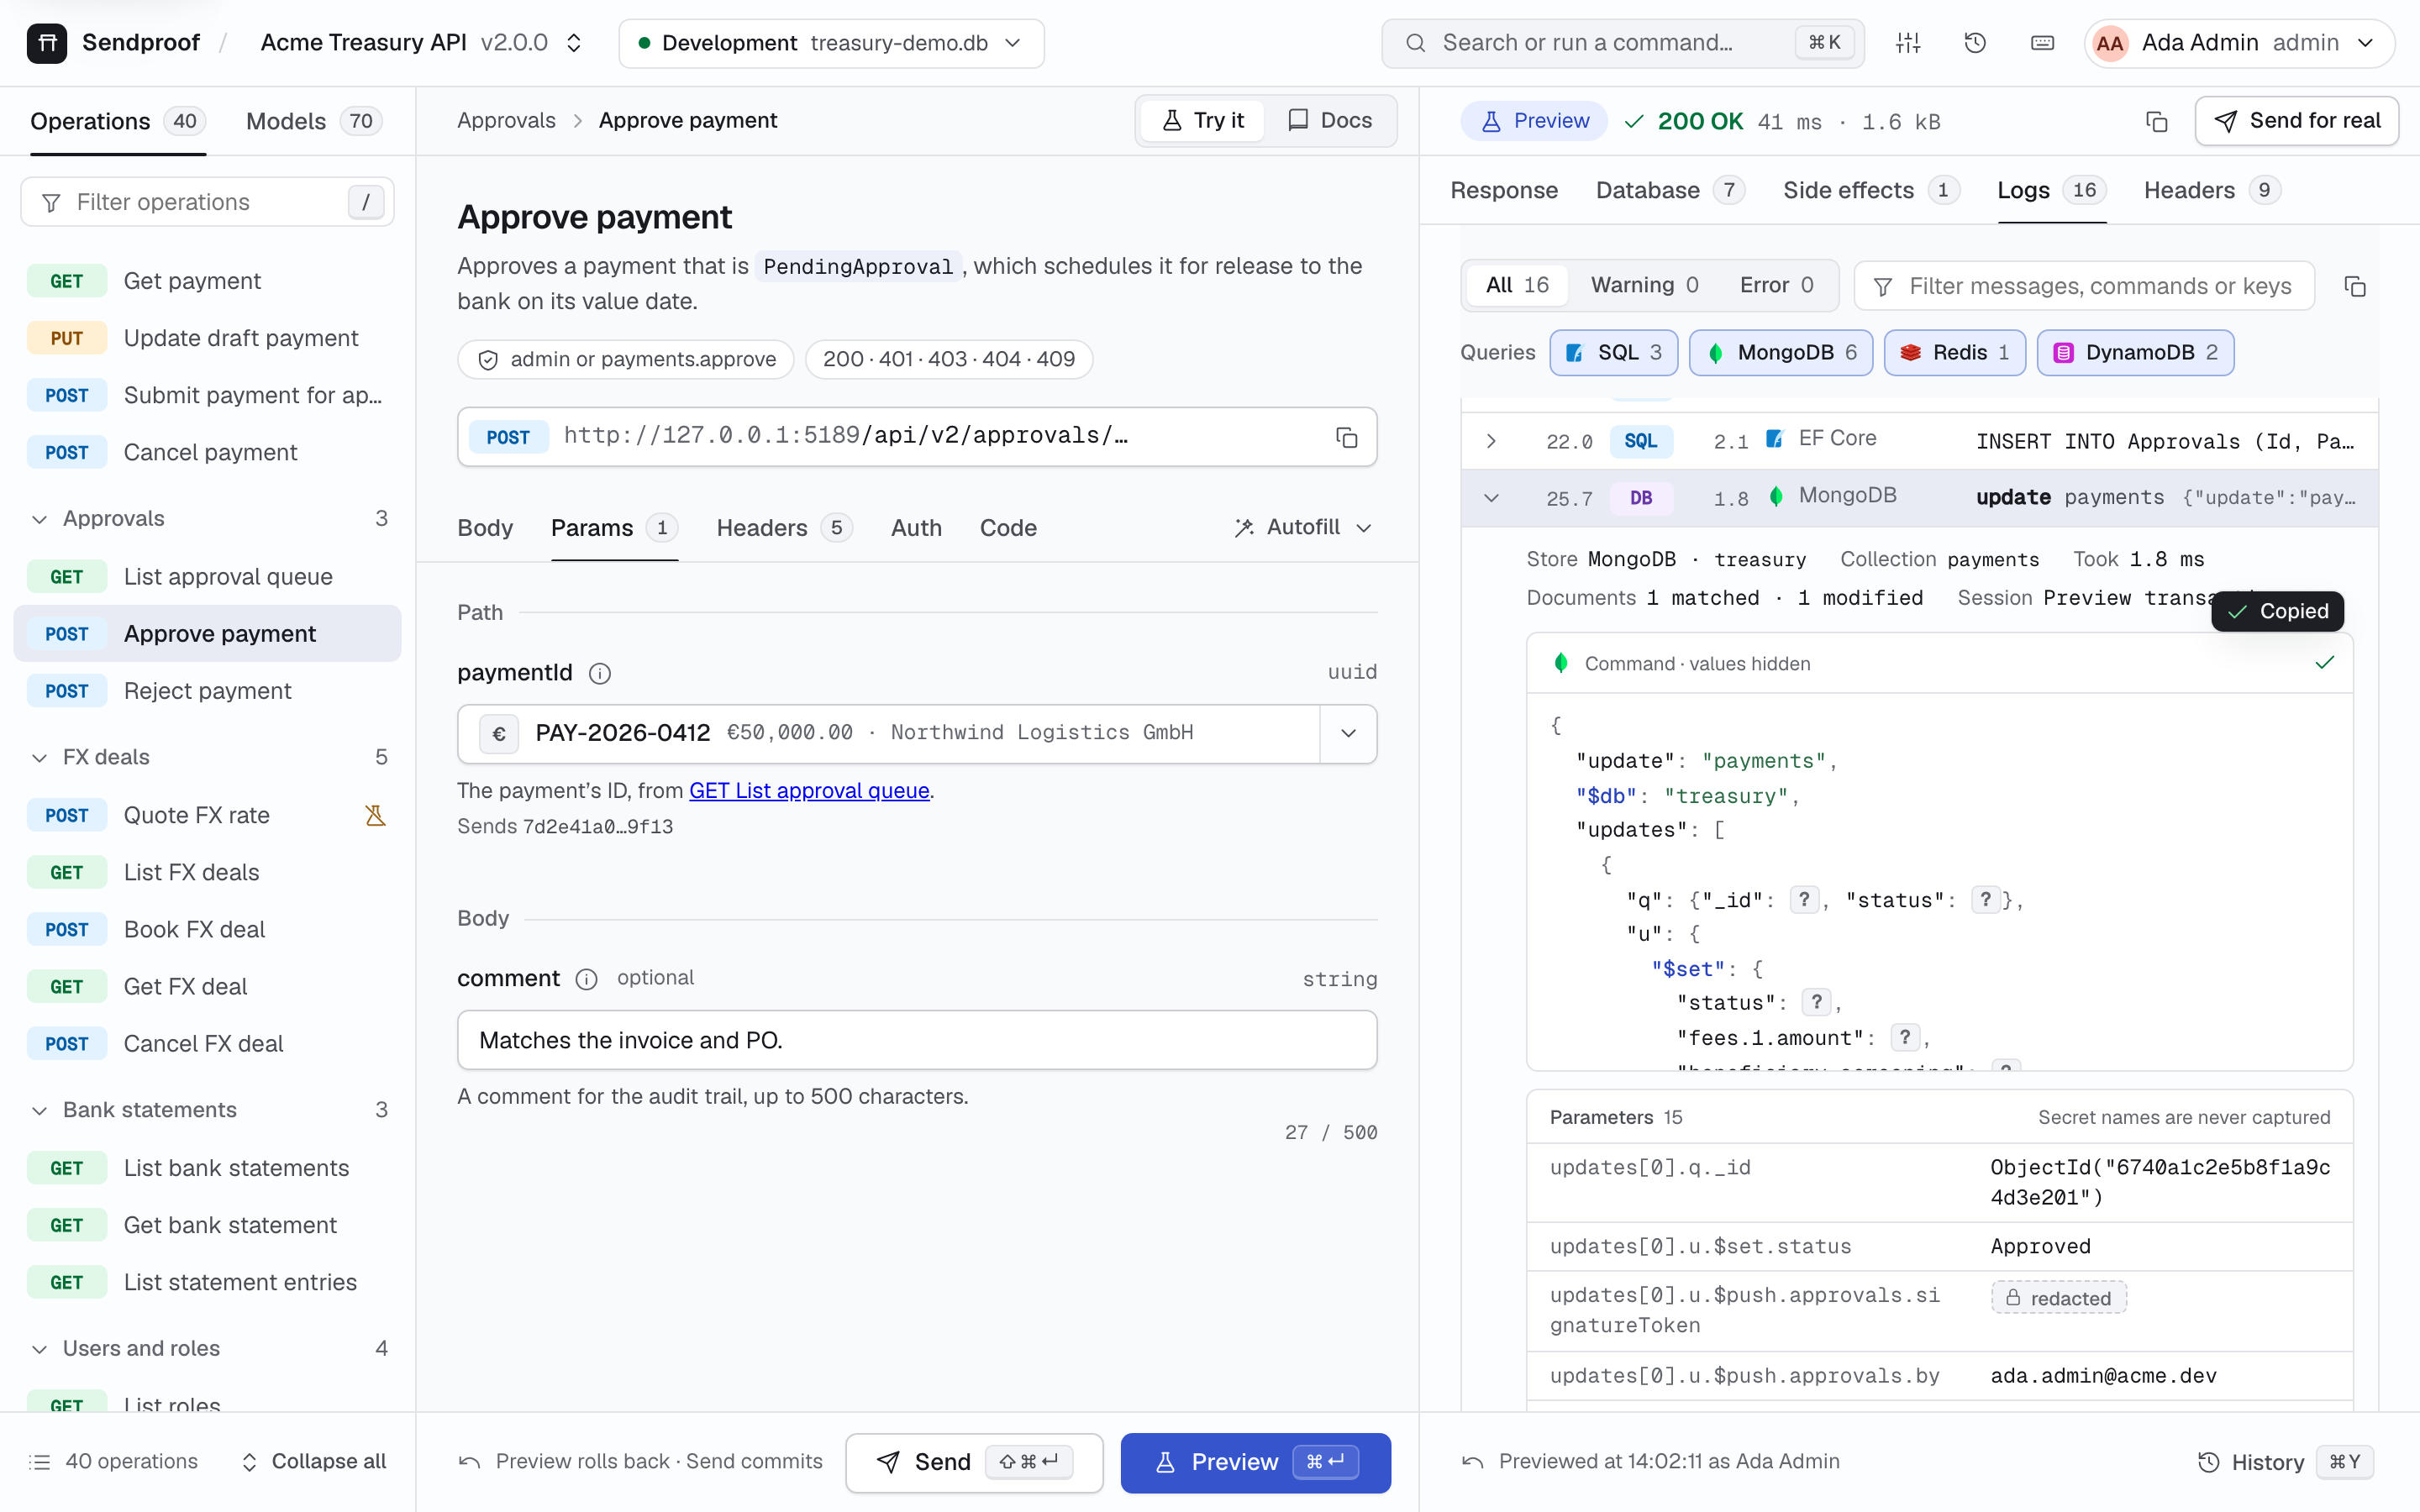 Sendproof / Acme Treasury API v2.0.0
Development treasury-demo.db
Search or run a command... ⌘K
AA Ada Admin admin
Operations 40 Models 70
Filter operations /
GET Get payment
PUT Update draft payment
POST Submit payment for ap...
POST Cancel payment
Approvals 3
GET List approval queue
POST Approve payment
POST Reject payment
FX deals 5
POST Quote FX rate
GET List FX deals
POST Book FX deal
GET Get FX deal
POST Cancel FX deal
Bank statements 3
GET List bank statements
GET Get bank statement
GET List statement entries
Users and roles 4
GET List roles
40 operations Collapse all
Approvals > Approve payment
Try it Docs
Approve payment
Approves a payment that is PendingApproval, which schedules it for release to the
bank on its value date.
admin or payments.approve 200 · 401 · 403 · 404 · 409
POST http://127.0.0.1:5189/api/v2/approvals/…
Body Params 1 Headers 5 Auth Code Autofill
Path
paymentId uuid
€ PAY-2026-0412 €50,000.00 · Northwind Logistics GmbH
The payment’s ID, from GET List approval queue.
Sends 7d2e41a0…9f13
Body
comment optional string
Matches the invoice and PO.
A comment for the audit trail, up to 500 characters.
27 / 500
Preview rolls back · Send commits Send ⇧⌘↵ Preview ⌘↵
Preview 200 OK 41 ms · 1.6 kB Send for real
Response Database 7 Side effects 1 Logs 16 Headers 9
All 16 Warning 0 Error 0 Filter messages, commands or keys
Queries SQL 3 MongoDB 6 Redis 1 DynamoDB 2
22.0 SQL 2.1 EF Core INSERT INTO Approvals (Id, Pa…
25.7 DB 1.8 MongoDB update payments {"update":"pay…
Store MongoDB · treasury Collection payments Took 1.8 ms
Documents 1 matched · 1 modified Session Preview
Copied
Command · values hidden
{
"update": "payments",
"$db": "treasury",
"updates": [
{
"q": {"_id": ?, "status": ?},
"u": {
"$set": {
"status": ?,
"fees.1.amount": ?,
Parameters 15 Secret names are never captured
updates[0].q._id ObjectId("6740a1c2e5b8f1a9c
4d3e201")
updates[0].u.$set.status Approved
updates[0].u.$push.approvals.si redacted
gnatureToken
updates[0].u.$push.approvals.by ada.admin@acme.dev
Previewed at 14:02:11 as Ada Admin History ⌘Y